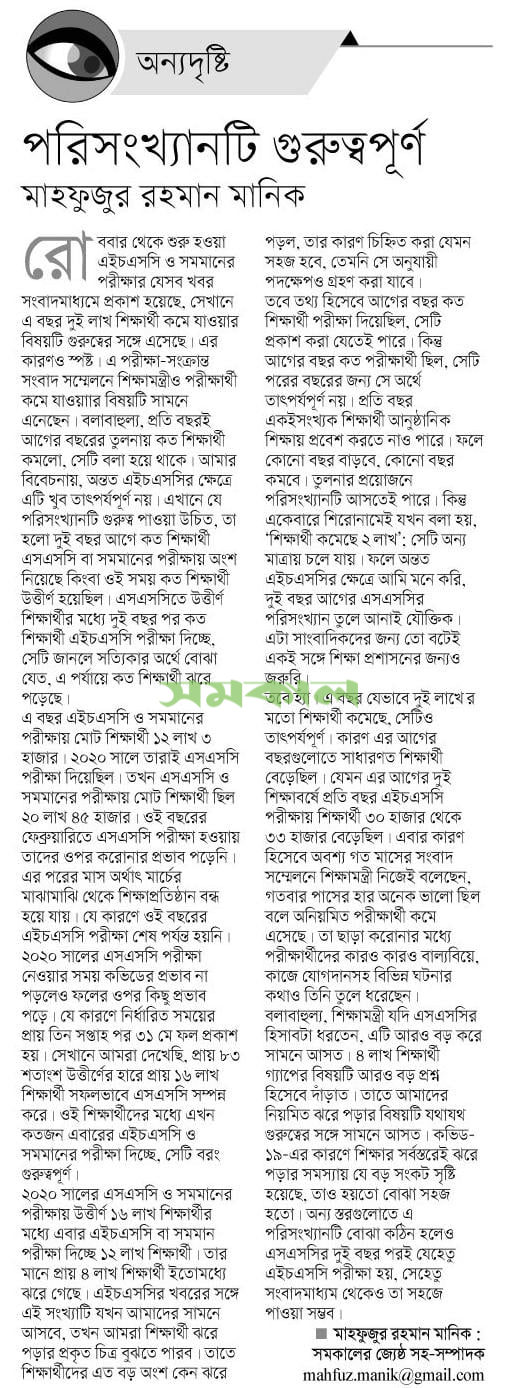 অন্যদৃষ্টি
পরিসংখ্যানটি গুরুত্বপূর্ণ
মাহফুজুর রহমান মানিক
রোববার থেকে শুরু হওয়া
এইচএসসি ও সমমানের
পরীক্ষার যেসব খবর
সংবাদমাধ্যমে প্রকাশ হয়েছে, সেখানে
এ বছর দুই লাখ শিক্ষার্থী কমে যাওয়ার
বিষয়টি গুরুত্বের সঙ্গে এসেছে। এর
কারণও স্পষ্ট। এ পরীক্ষা-সংক্রান্ত
সংবাদ সম্মেলনে শিক্ষামন্ত্রীও পরীক্ষার্থী
কমে যাওয়ার বিষয়টি সামনে
এনেছেন। বলাবাহুল্য, প্রতি বছরই
আগের বছরের তুলনায় কত শিক্ষার্থী
কমলো, সেটি বলা হয়ে থাকে। আমার
বিবেচনায়, অন্তত এইচএসসির ক্ষেত্রে
এটি খুব তাৎপর্যপূর্ণ নয়। এখানে যে
পরিসংখ্যানটি গুরুত্ব পাওয়া উচিত, তা
হলো দুই বছর আগে কত শিক্ষার্থী
এসএসসি বা সমমানের পরীক্ষায় অংশ
নিয়েছে কিংবা ওই সময় কত শিক্ষার্থী
উত্তীর্ণ হয়েছিল। এসএসসিতে উত্তীর্ণ
শিক্ষার্থীর মধ্যে দুই বছর পর কত
শিক্ষার্থী এইচএসসি পরীক্ষা দিচ্ছে,
সেটি জানলে সত্যিকার অর্থে বোঝা
যেত, এ পর্যায়ে কত শিক্ষার্থী ঝরে
পড়েছে।
এ বছর এইচএসসি ও সমমানের
পরীক্ষায় মোট শিক্ষার্থী ১২ লাখ ৩
হাজার। ২০২০ সালে তারাই এসএসসি
পরীক্ষা দিয়েছিল। তখন এসএসসি ও
সমমানের পরীক্ষায় মোট শিক্ষার্থী ছিল
২০ লাখ ৪৫ হাজার। ওই বছরের
ফেব্রুয়ারিতে এসএসসি পরীক্ষা হওয়ায়
তাদের ওপর করোনার প্রভাব পড়েনি।
এর পরের মাস অর্থাৎ মার্চের
মাঝামাঝি থেকে শিক্ষাপ্রতিষ্ঠান বন্ধ
হয়ে যায়। যে কারণে ওই বছরের
এইচএসসি পরীক্ষা শেষ পর্যন্ত হয়নি।
২০২০ সালের এসএসসি পরীক্ষা
নেওয়ার সময় কভিডের প্রভাব না
পড়লেও ফলের ওপর কিছু প্রভাব
পড়ে। যে কারণে নির্ধারিত সময়ের
প্রায় তিন সপ্তাহ পর ৩১ মে ফল প্রকাশ
হয়। সেখানে আমরা দেখেছি, প্রায় ৮৩
শতাংশ উত্তীর্ণের হারে প্রায় ১৬ লাখ
শিক্ষার্থী সফলভাবে এসএসসি সম্পন্ন
করে। ওই শিক্ষার্থীদের মধ্যে এখন
কতজন এবারের এইচএসসি ও
সমমানের পরীক্ষা দিচ্ছে, সেটি বরং
গুরুত্বপূর্ণ।
২০২০ সালের এসএসসি ও সমমানের
পরীক্ষায় উত্তীর্ণ ১৬ লাখ শিক্ষার্থীর
মধ্যে এবার এইচএসসি বা সমমান
পরীক্ষা দিচ্ছে ১২ লাখ শিক্ষার্থী। তার
মানে প্রায় ৪ লাখ শিক্ষার্থী ইতোমধ্যে
ঝরে গেছে। এইচএসসির খবরের সঙ্গে
এই সংখ্যাটি যখন আমাদের সামনে
আসবে, তখন আমরা শিক্ষার্থী ঝরে
পড়ার প্রকৃত চিত্র বুঝতে পারব। তাতে
শিক্ষার্থীদের এত বড় অংশ কেন ঝরে
পড়ল, তার কারণ চিহ্নিত করা যেমন
সহজ হবে, তেমনি সে অনুযায়ী
পদক্ষেপও গ্রহণ করা যাবে।
তবে তথ্য হিসেবে আগের বছর কত
শিক্ষার্থী পরীক্ষা দিয়েছিল, সেটি
প্রকাশ করা যেতেই পারে। কিন্তু
আগের বছর কত পরীক্ষার্থী ছিল, সেটি
পরের বছরের জন্য সে অর্থে
তাৎপর্যপূর্ণ নয়। প্রতি বছর
একইসংখ্যক শিক্ষার্থী আনুষ্ঠানিক
শিক্ষায় প্রবেশ করতে নাও পারে। ফলে
কোনো বছর বাড়বে, কোনো বছর
কমবে। তুলনার প্রয়োজনে
পরিসংখ্যানটি আসতেই পারে। কিন্তু
একেবারে শিরোনামেই যখন বলা হয়,
‘শিক্ষার্থী কমেছে ২ লাখ’; সেটি অন্য
মাত্রায় চলে যায়। ফলে অন্তত
এইচএসসির ক্ষেত্রে আমি মনে করি,
দুই বছর আগের এসএসসির
পরিসংখ্যান তুলে আনাই যৌক্তিক।
এটা সাংবাদিকদের জন্য তো বটেই
একই সঙ্গে শিক্ষা প্রশাসনের জন্যও
জরুরি।
সমকাল
তবে হ্যাঁ। এ বছর যেভাবে দুই লাখের
মতো শিক্ষার্থী কমেছে, সেটিও
তাৎপর্যপূর্ণ। কারণ এর আগের
বছরগুলোতে সাধারণত শিক্ষার্থী
বেড়েছিল। যেমন এর আগের দুই
শিক্ষাবর্ষে প্রতি বছর এইচএসসি
পরীক্ষায় শিক্ষার্থী ৩০ হাজার থেকে
৩৩ হাজার বেড়েছিল। এবার কারণ
হিসেবে অবশ্য গত মাসের সংবাদ
সম্মেলনে শিক্ষামন্ত্রী নিজেই বলেছেন,
গতবার পাসের হার অনেক ভালো ছিল
বলে অনিয়মিত পরীক্ষার্থী কমে
এসেছে। তা ছাড়া করোনার মধ্যে
পরীক্ষার্থীদের কারও কারও বাল্যবিয়ে,
কাজে যোগদানসহ বিভিন্ন ঘটনার
কথাও তিনি তুলে ধরেছেন।
বলাবাহুল্য, শিক্ষামন্ত্রী যদি এসএসসির
হিসাবটা ধরতেন, এটি আরও বড় করে
সামনে আসত। ৪ লাখ শিক্ষার্থী
গ্যাপের বিষয়টি আরও বড় প্রশ্ন
হিসেবে দাঁড়াত। তাতে আমাদের
নিয়মিত ঝরে পড়ার বিষয়টি যথাযথ
গুরুত্বের সঙ্গে সামনে আসত। কভিড-
১৯-এর কারণে শিক্ষার সর্বস্তরেই ঝরে
পড়ার সমস্যায় যে বড় সংকট সৃষ্টি
হয়েছে, তাও হয়তো বোঝা সহজ
হতো। অন্য স্তরগুলোতে এ
পরিসংখ্যানটি বোঝা কঠিন হলেও
এসএসসির দুই বছর পরই যেহেতু
এইচএসসি পরীক্ষা হয়, সেহেতু
সংবাদমাধ্যম থেকেও তা সহজে
পাওয়া সম্ভব।
■ মাহফুজুর রহমান মানিক :
সমকালের জ্যেষ্ঠ সহ-সম্পাদক
mahfuz.manik@gmail.com